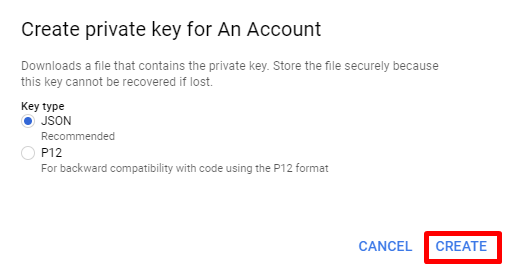 Create private key for An Account
Downloads a file that contains the private key. Store the file securely because
this key cannot be recovered if lost.
Key type
JSON
Recommended
P12
For backward compatibility with code using the P12 format
CANCEL CREATE